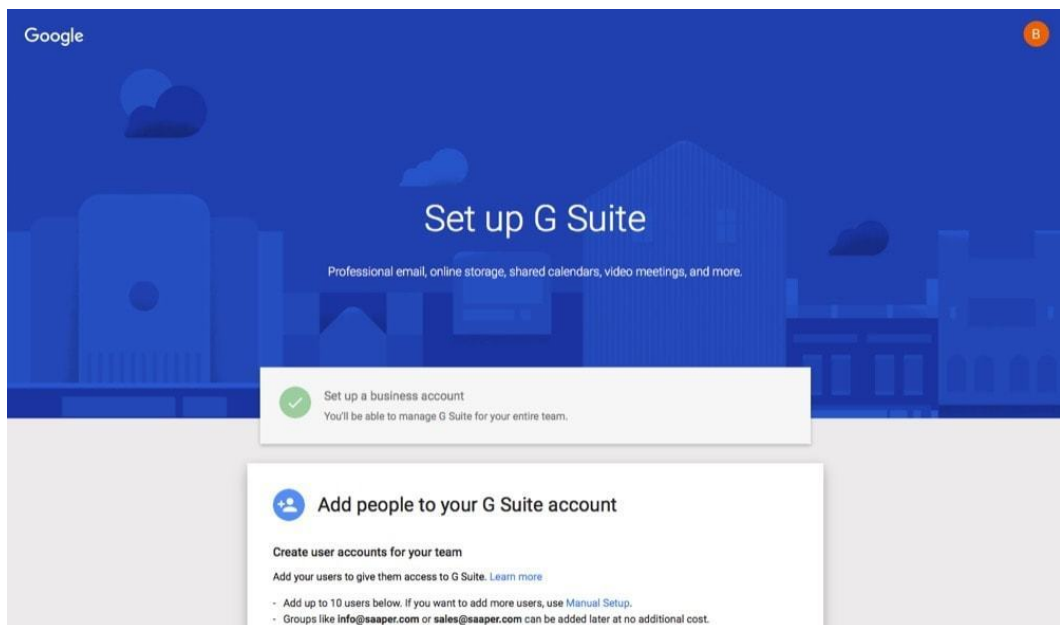 Google
B
Set up G Suite
Professional email, online storage, shared calendars, video meetings, and more.
Set up a business account
You'll be able to manage G Suite for your entire team.
Add people to your G Suite account
Create user accounts for your team
Add your users to give them access to G Suite. Learn more
- Add up to 10 users below. If you want to add more users, use Manual Setup.
- Groups like info@saaper.com or sales@saaper.com can be added later at no additional cost.